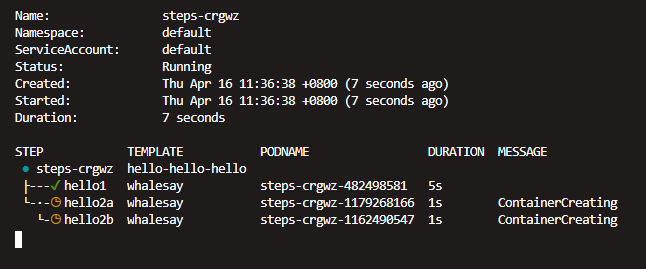 Name: steps-crgwz
Namespace: default
ServiceAccount: default
Status: Running
Created: Thu Apr 16 11:36:38 +0800 (7 seconds ago)
Started: Thu Apr 16 11:36:38 +0800 (7 seconds ago)
Duration: 7 seconds
STEP TEMPLATE PODNAME DURATION MESSAGE
● steps-crgwz hello-hello-hello
├---✔ hello1 whalesay steps-crgwz-482498581 5s
└-·-◷ hello2a whalesay steps-crgwz-1179268166 1s ContainerCreating
└-◷ hello2b whalesay steps-crgwz-1162490547 1s ContainerCreating